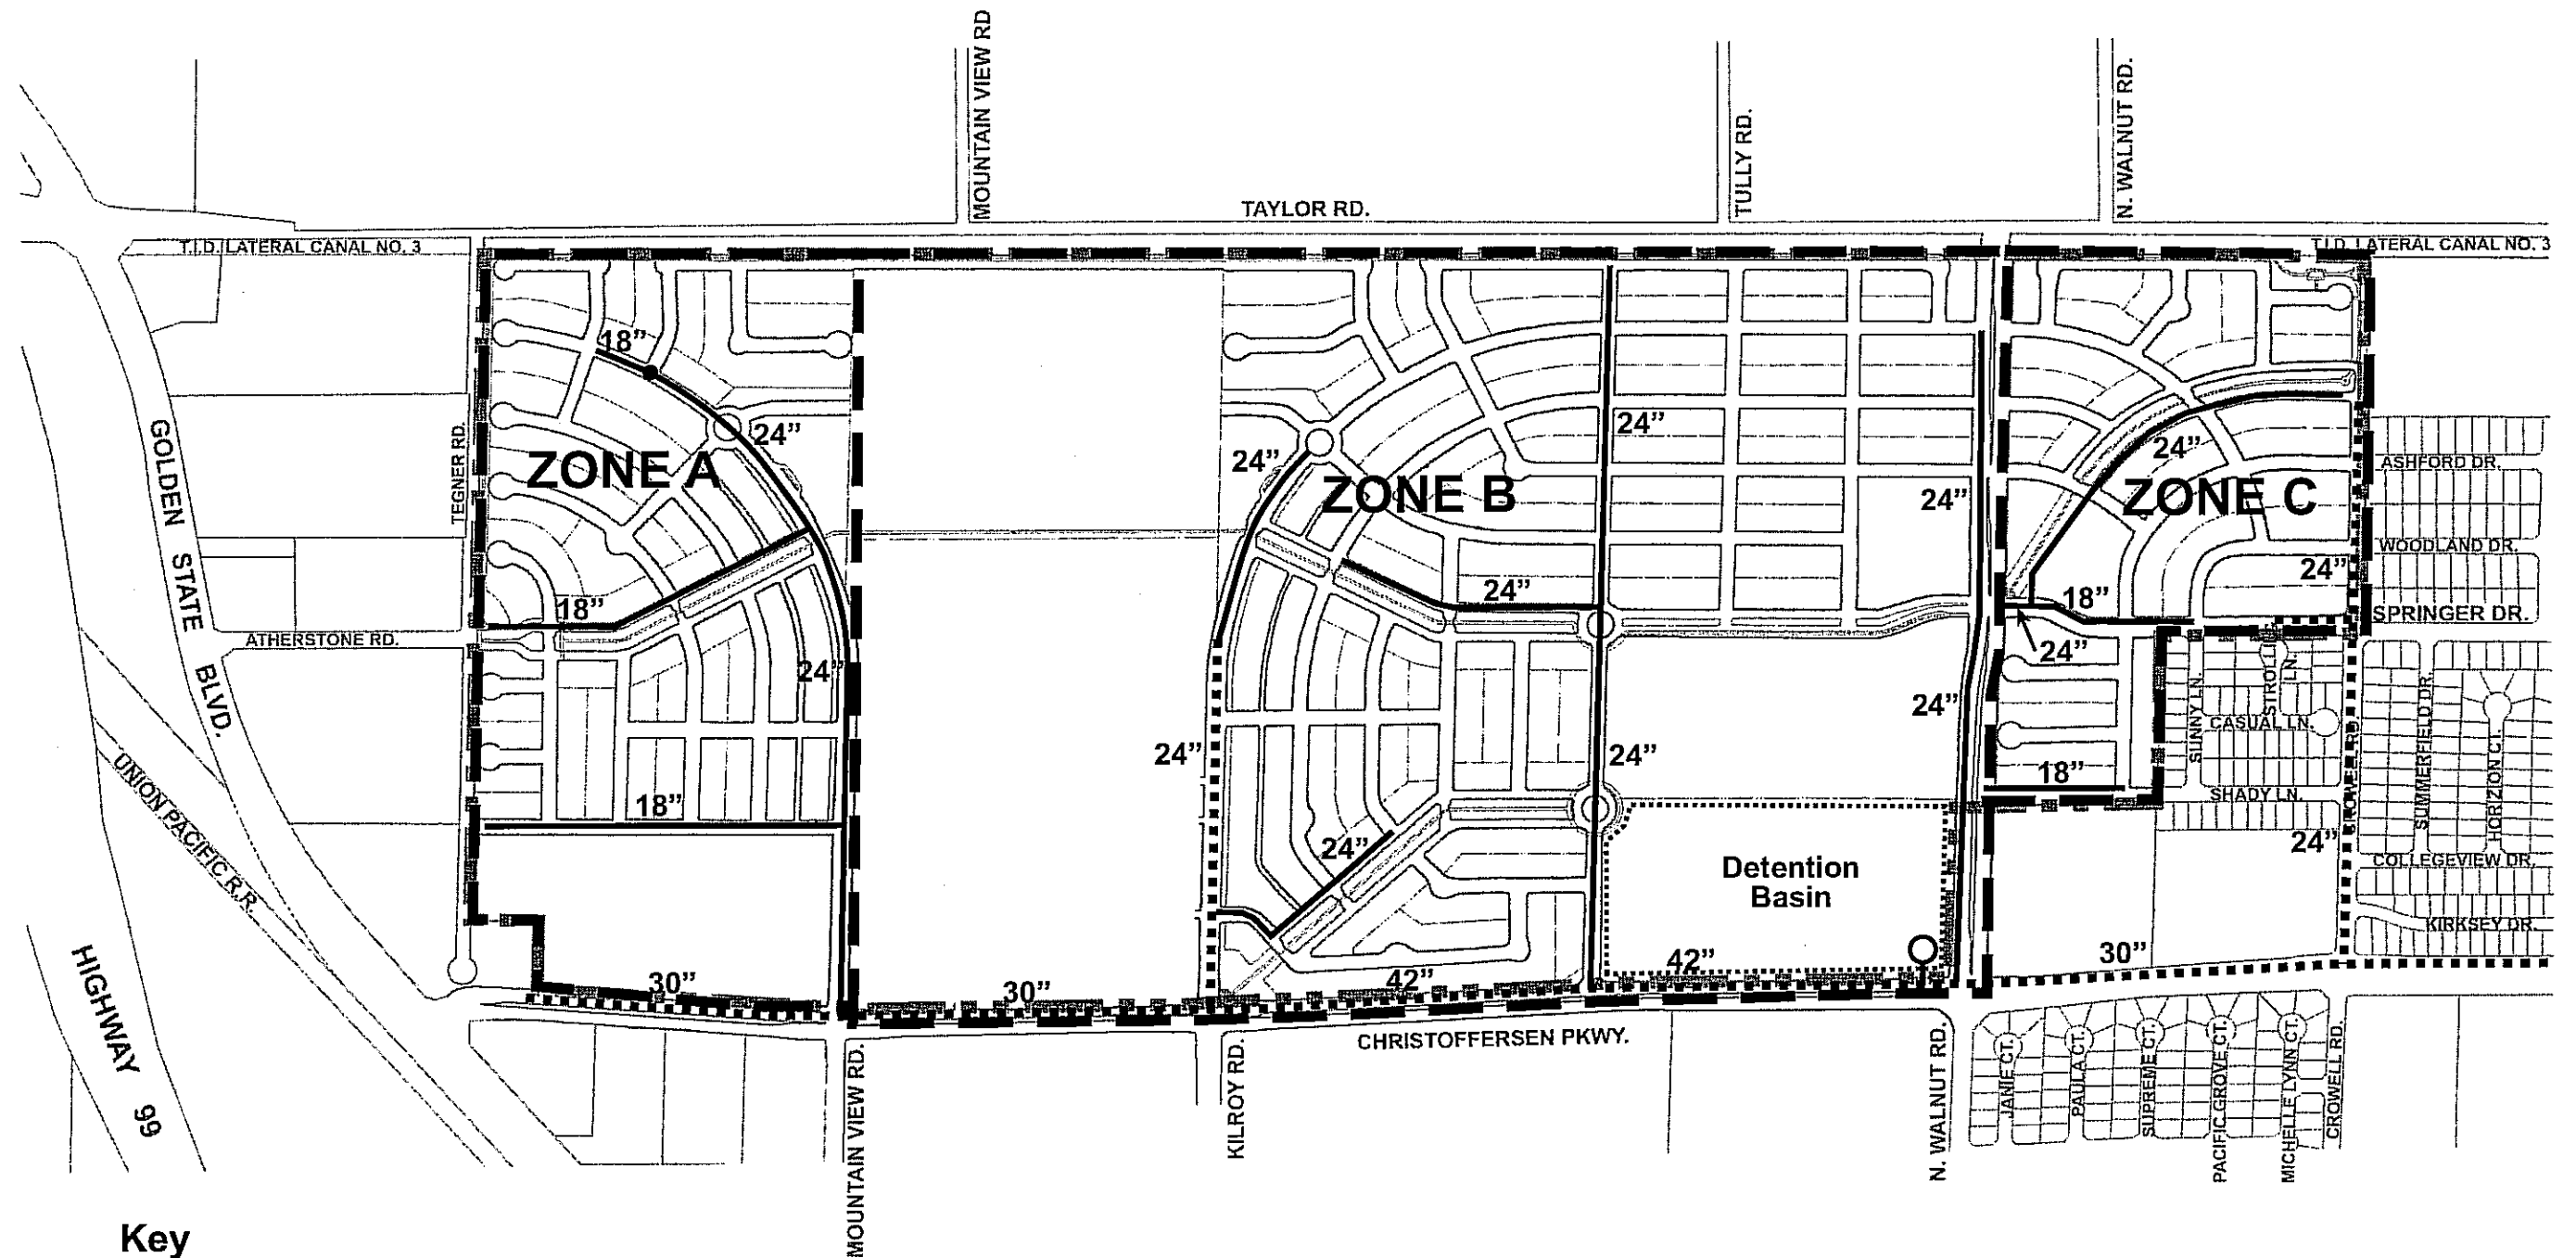 MOUNTAIN VIEW RD
TULLY RD.
N. WALNUT RD.
TAYLOR RD.
T.I.D. LATERAL CANAL NO. 3
T.I.D. LATERAL CANAL NO. 3
18”
24”
ZONE A
TEGNER RD.
GOLDEN STATE BLVD.
ATHERSTONE RD.
18”
24”
18”
30”
UNION PACIFIC R.R.
HIGHWAY 99
24”
ZONE B
24”
24”
24”
24”
24”
24”
24”
24”
ZONE C
24”
18”
24”
18”
ASHFORD DR.
WOODLAND DR.
SPRINGER DR.
SUNNY LN.
LN.
CASUAL LN.
SHADY LN.
SUMMERFIELD DR.
HORIZON CT.
24”
COLLEGEVIEW DR.
KIRKSEY DR.
Detention
Basin
30”
42”
42”
30”
CHRISTOFFERSEN PKWY.
MOUNTAIN VIEW RD.
KILROY RD.
N. WALNUT RD.
JANIE CT.
PAULA CT.
SUPREME CT.
PACIFIC GROVE CT.
MICHELLE LYNN CT.
CROWELL RD.
Key